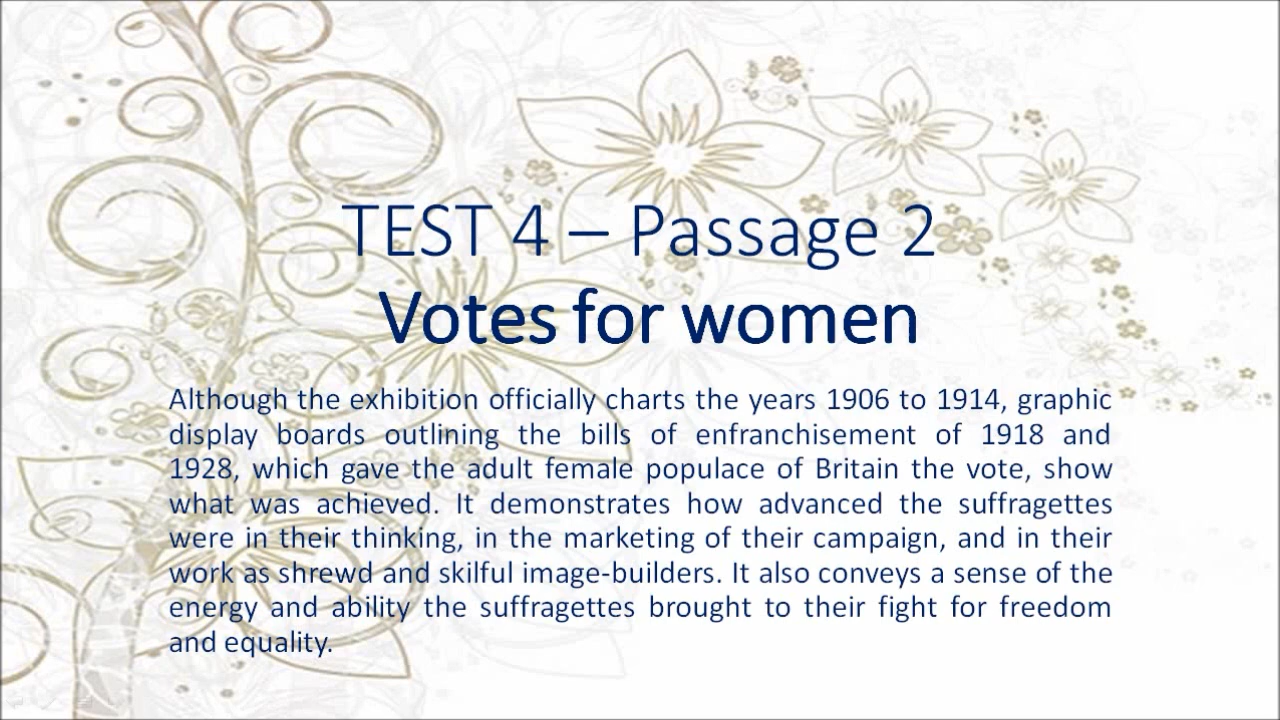 TEST 4 – Passage 2
Votes for women
Although the exhibition officially charts the years 1906 to 1914, graphic
display boards outlining the bills of enfranchisement of 1918 and
1928, which gave the adult female populace of Britain the vote, show
what was achieved. It demonstrates how advanced the suffragettes
were in their thinking, in the marketing of their campaign, and in their
work as shrewd and skilful image-builders. It also conveys a sense of the
energy and ability the suffragettes brought to their fight for freedom
and equality.